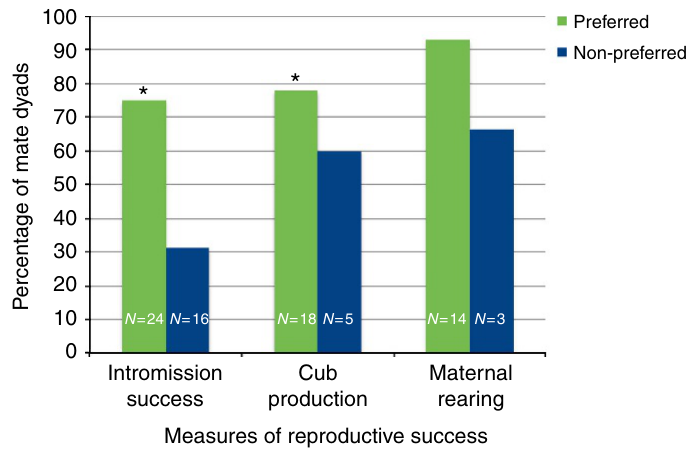 100
90
80
70
60
50
40
30
20
10
0
Percentage of mate dyads
Preferred
Non-preferred
*
*
N=24 N=16
N=18 N=5
N=14 N=3
Intromission
success
Cub
production
Maternal
rearing
Measures of reproductive success